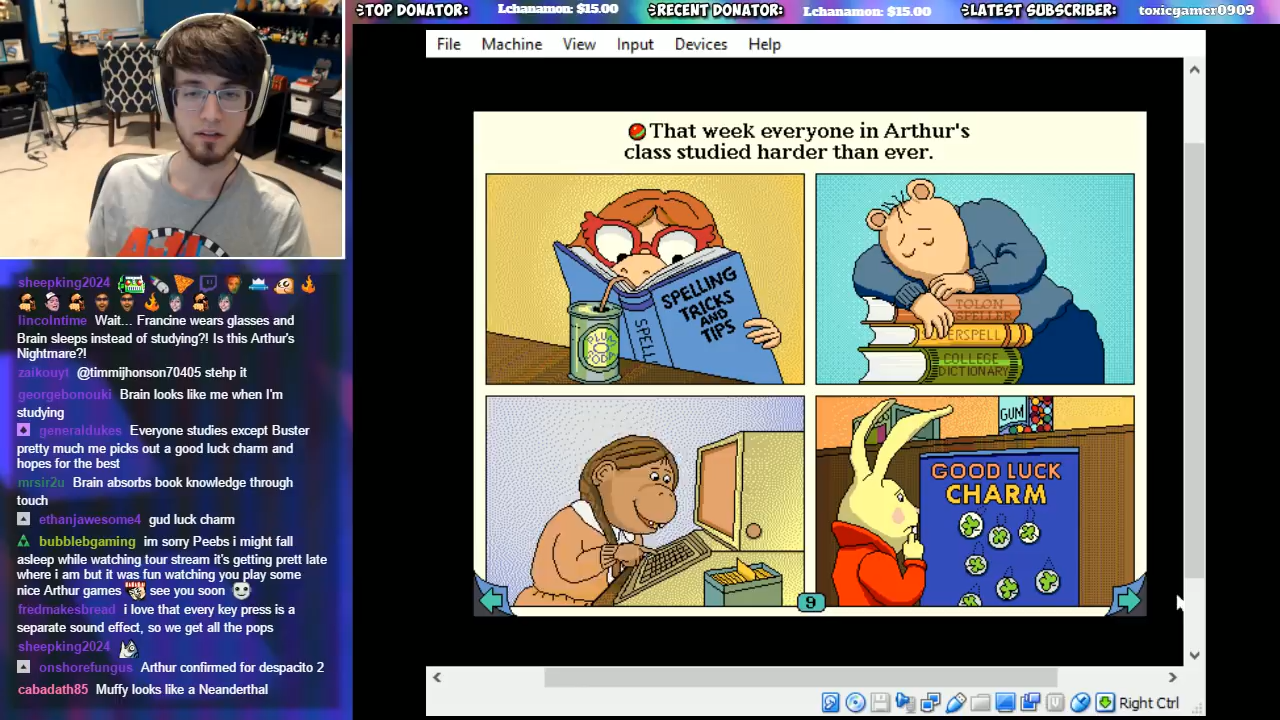 TOP DONATOR: Lchanamon: $15.00 RECENT DONATOR: Lchanamon: $15.00 LATEST SUBSCRIBER: toxicgamer0909
File Machine View Input Devices Help
That week everyone in Arthur's
class studied harder than ever.
SPELLING
TRICKS
AND
TIPS
SPELL
PLUM
SODA
TOLON
SPELLER
ERSPELL
COLLEGE
DICTIONARY
GUM
GOOD LUCK
CHARM
9
Right Ctrl
sheepking2024
lincolntime Wait... Francine wears glasses and
Brain sleeps instead of studying?! Is this Arthur's
Nightmare?!
zaikouyt @timmijhonson70405 stehp it
georgebonouki Brain looks like me when I'm
studying
generaldukes Everyone studies except Buster
pretty much me picks out a good luck charm and
hopes for the best
mrsir2u Brain absorbs book knowledge through
touch
ethanjawesome4 gud luck charm
bubblebgaming im sorry Peebs i might fall
asleep while watching tour stream it's getting prett late
where i am but it was fun watching you play some
nice Arthur games see you soon
fredmakesbread i love that every key press is a
separate sound effect, so we get all the pops
sheepking2024
onshorefungus Arthur confirmed for despacito 2
cabadath85 Muffy looks like a Neanderthal